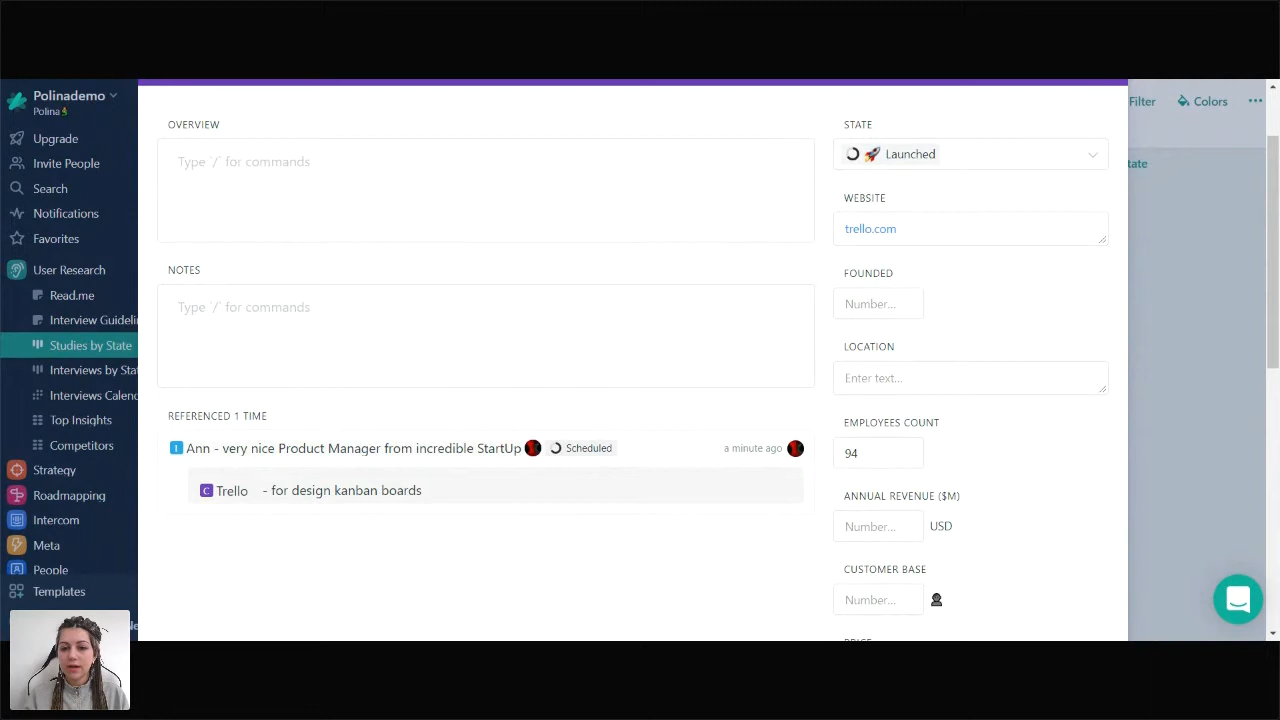 Polinademo
Polina
Upgrade
Invite People
Search
Notifications
Favorites
User Research
Read.me
Interview Guidelin
Studies by State
Interviews by Stat
Interviews Calend
Top Insights
Competitors
Strategy
Roadmapping
Intercom
Meta
People
Templates
OVERVIEW
Type '/' for commands
NOTES
Type '/' for commands
REFERENCED 1 TIME
I Ann - very nice Product Manager from incredible StartUp Scheduled a minute ago
C Trello - for design kanban boards
STATE
Launched
WEBSITE
trello.com
FOUNDED
Number...
LOCATION
Enter text...
EMPLOYEES COUNT
94
ANNUAL REVENUE ($M)
Number... USD
CUSTOMER BASE
Number...
Filter Colors
tate